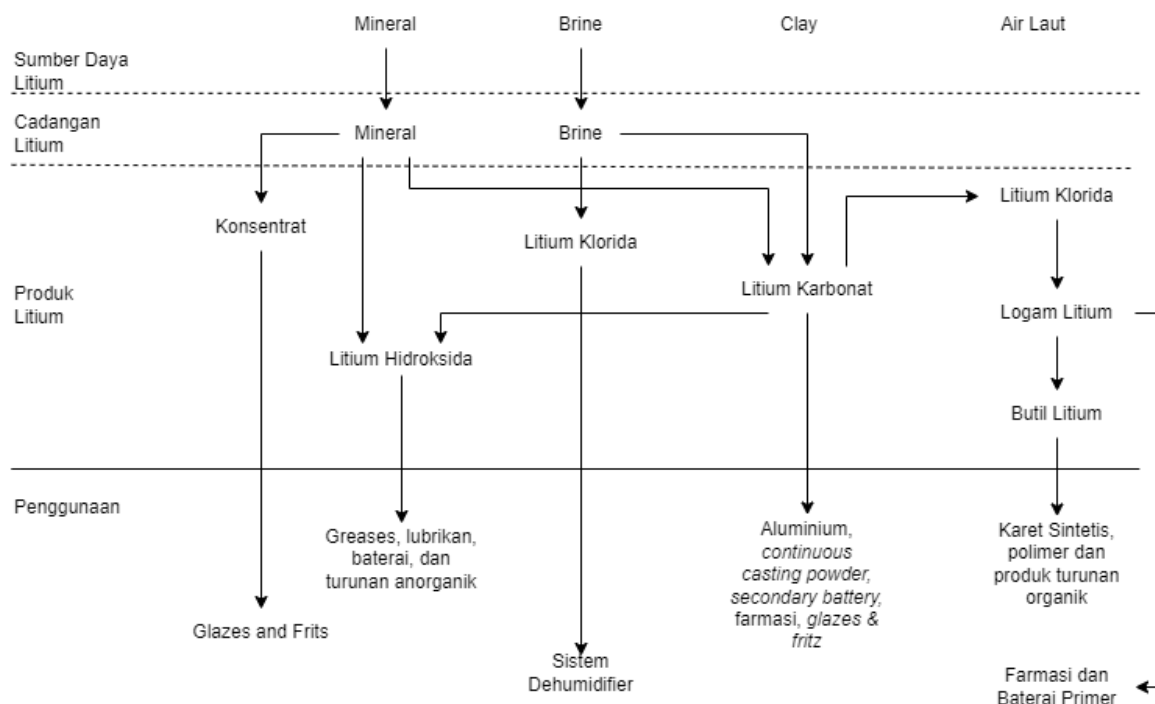 Mineral
Brine
Clay
Air Laut
Sumber Daya
Litium
Cadangan
Litium
Mineral
Brine
Litium Klorida
Konsentrat
Litium Klorida
Produk
Litium
Litium Karbonat
Logam Litium
Litium Hidroksida
Butil Litium
Penggunaan
Greases, lubrikan,
baterai, dan
turunan anorganik
Aluminium,
continuous
casting powder,
secondary battery,
farmasi, glazes &
fritz
Karet Sintetis,
polimer dan
produk turunan
organik
Glazes and Frits
Sistem
Dehumidifier
Farmasi dan
Baterai Primer